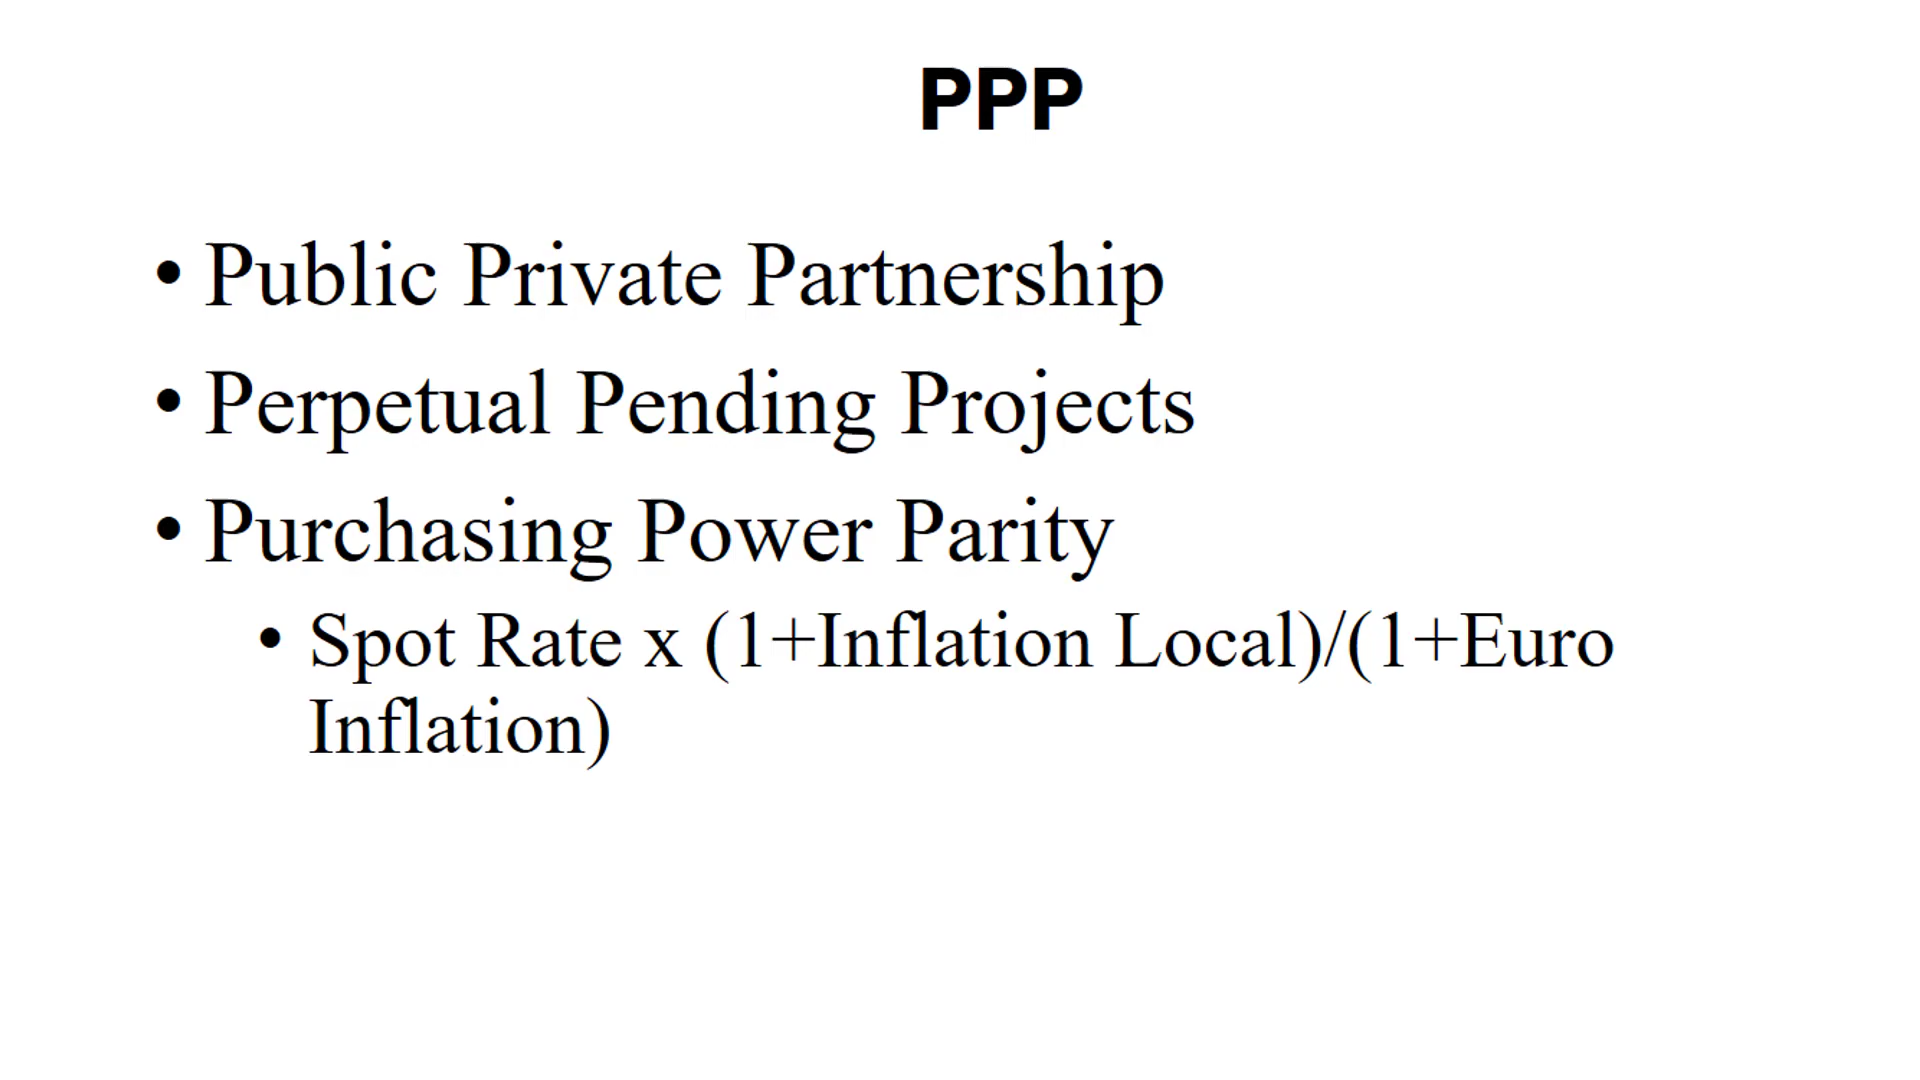 PPP
• Public Private Partnership
• Perpetual Pending Projects
• Purchasing Power Parity
• Spot Rate x (1+Inflation Local)/(1+Euro
Inflation)